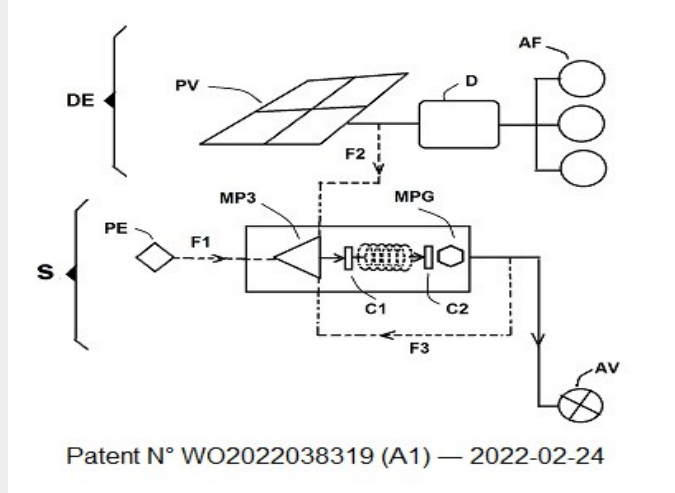 AF
PV
D
DE
F2
MP3
MPG
PE
F1
S
C1
C2
F3
AV
Patent N° WO2022038319 (A1) — 2022-02-24